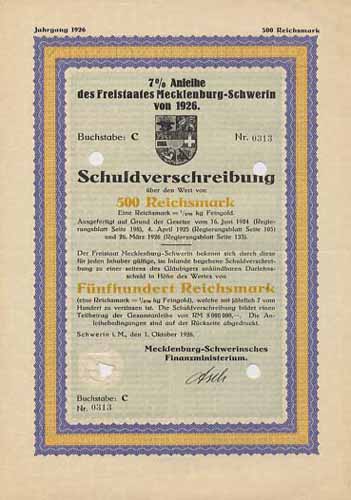 Jahrgang 1926
500 Reichsmark
7% Anleihe
des Freistaates Mecklenburg-Schwerin
von 1926.
Buchstabe: C
Nr. 0313
Schuldverschreibung
über den Wert von
500 Reichsmark
Eine Reichsmark = 1/2790 kg Feingold.
Ausgefertigt auf Grund der Gesetze vom 16. Juni 1924 (Regie-
rungsblatt Seite 198), 4. April 1925 (Regierungsblatt Seite 105)
und 26. März 1926 (Regierungsblatt Seite 135).
Der Freistaat Mecklenburg-Schwerin bekennt sich durch diese
für jeden Inhaber gültige, im Inlande begebene Schuldverschrei-
bung zu einer seitens des Gläubigers unkündbaren Darlehns-
schuld in Höhe des Wertes von
Fünfhundert Reichsmark
(eine Reichsmark = 1/2790 kg Feingold), welche mit jährlich 7 vom
Hundert zu verzinsen ist. Die Schuldverschreibung bildet einen
Teilbetrag der Gesamtanleihe von RM 5 000 000,-. Die An-
leihebedingungen sind auf der Rückseite abgedruckt.
Schwerin i. M., den 1. Oktober 1926.
Mecklenburg-Schwerinsches
Finanzministerium.
Asch
Buchstabe: C
Nr. 0313